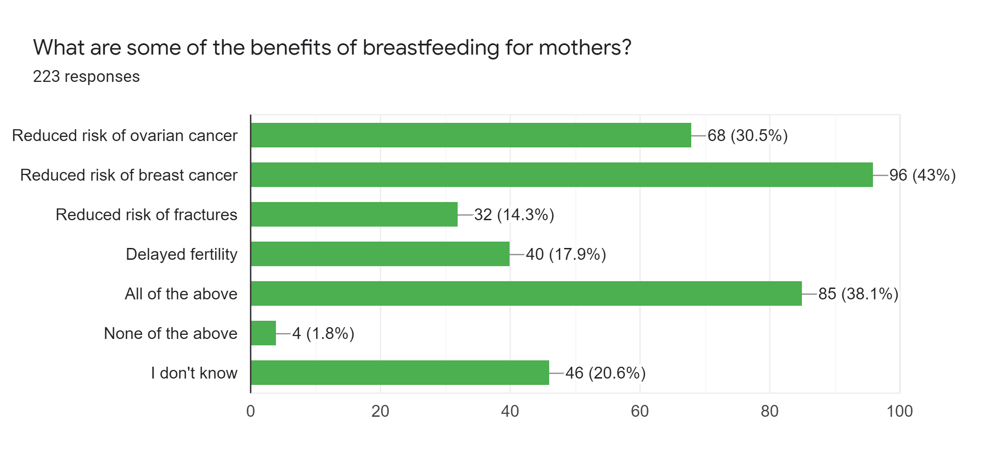 What are some of the benefits of breastfeeding for mothers?
223 responses
Reduced risk of ovarian cancer 68 (30.5%)
Reduced risk of breast cancer 96 (43%)
Reduced risk of fractures 32 (14.3%)
Delayed fertility 40 (17.9%)
All of the above 85 (38.1%)
None of the above 4 (1.8%)
I don't know 46 (20.6%)
0 20 40 60 80 100